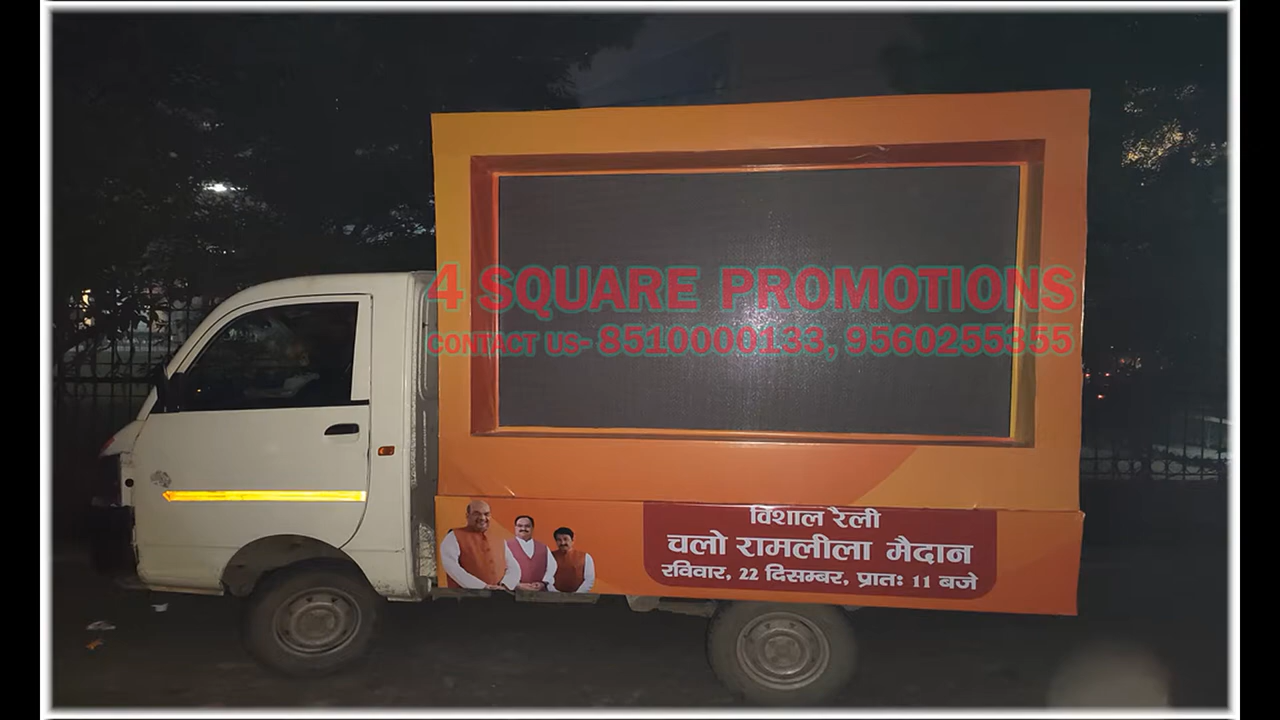 4 SQUARE PROMOTIONS
CONTACT US- 8510000133, 9560255355
विशाल रैली
चलो रामलीला मैदान
रविवार, 22 दिसम्बर, प्रातः 11 बजे